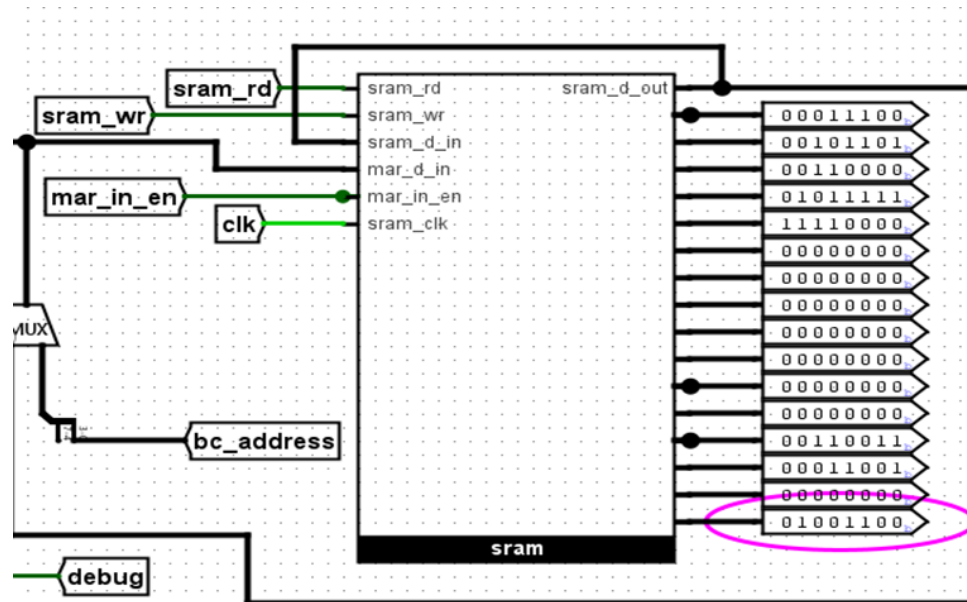 sram_rd
sram_wr
mar_in_en
clk
MUX
bc_address
debug
sram_rd
sram_wr
sram_d_in
mar_d_in
mar_in_en
sram_clk
sram_d_out
sram
00011100
00101101
00110000
01011111
11110000
00000000
00000000
00000000
00000000
00000000
00000000
00000000
00110011
00011001
00000000
01001100